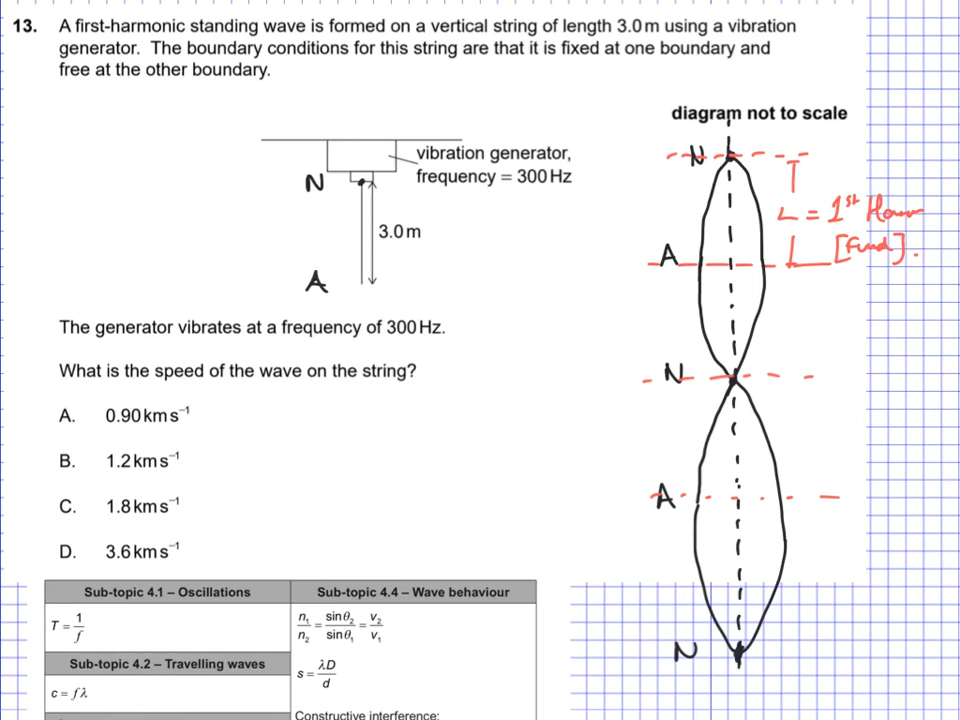 13. A first-harmonic standing wave is formed on a vertical string of length 3.0 m using a vibration
generator. The boundary conditions for this string are that it is fixed at one boundary and
free at the other boundary.
diagram not to scale
vibration generator,
frequency = 300 Hz
N
3.0 m
A
N
L = 1st Harm
[Fund].
A
N
A
N
The generator vibrates at a frequency of 300 Hz.
What is the speed of the wave on the string?
A. 0.90 km s⁻¹
B. 1.2 km s⁻¹
C. 1.8 km s⁻¹
D. 3.6 km s⁻¹
Sub-topic 4.1 – Oscillations
T = 1/f
Sub-topic 4.2 – Travelling waves
c = fλ
Sub-topic 4.4 – Wave behaviour
n₁/n₂ = sinθ₂/sinθ₁ = v₂/v₁
s = λD/d
Constructive interference: